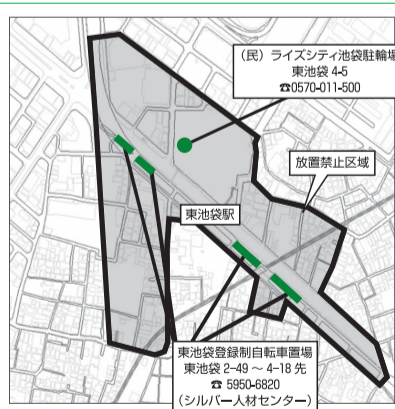 （民）ライズシティ池袋駐輪場
東池袋 4-5
☎0570-011-500
放置禁止区域
東池袋駅
東池袋登録制自転車置場
東池袋 2-49 ～ 4-18 先
☎ 5950-6820
（シルバー人材センター）